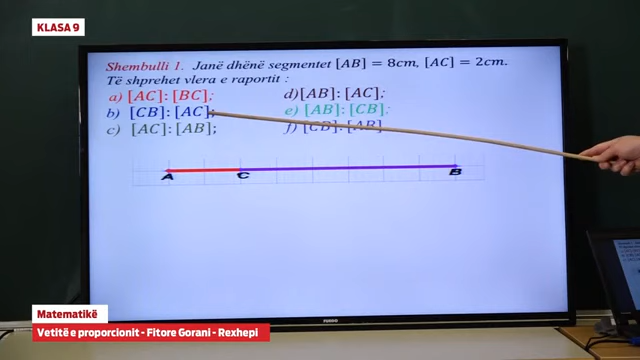 KLASA 9
Shembulli 1. Janë dhënë segmentet [AB] = 8cm, [AC] = 2cm.
Të shprehet vlera e raportit :
a) [AC]: [BC]; d)[AB]: [AC];
b) [CB]: [AC]; e) [AB]: [CB];
c) [AC]: [AB]; f) [CB]: [AB]
A C B
Matematikë
Vetitë e proporcionit - Fitore Gorani - Rexhepi